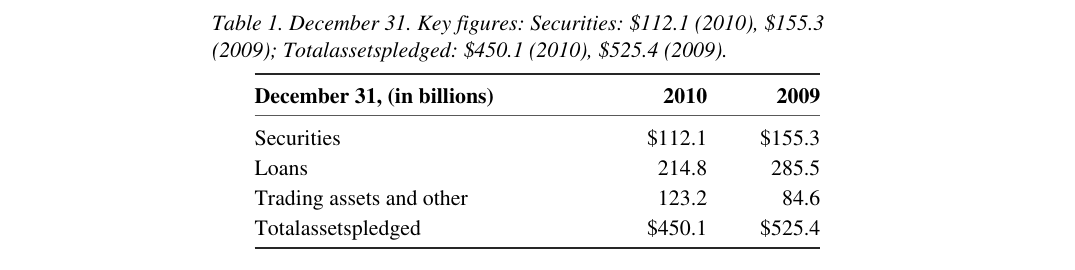 Table 1. December 31. Key figures: Securities: $112.1 (2010), $155.3
(2009); Totalassetspledged: $450.1 (2010), $525.4 (2009).
December 31, (in billions) 2010 2009
Securities $112.1 $155.3
Loans 214.8 285.5
Trading assets and other 123.2 84.6
Totalassetspledged $450.1 $525.4